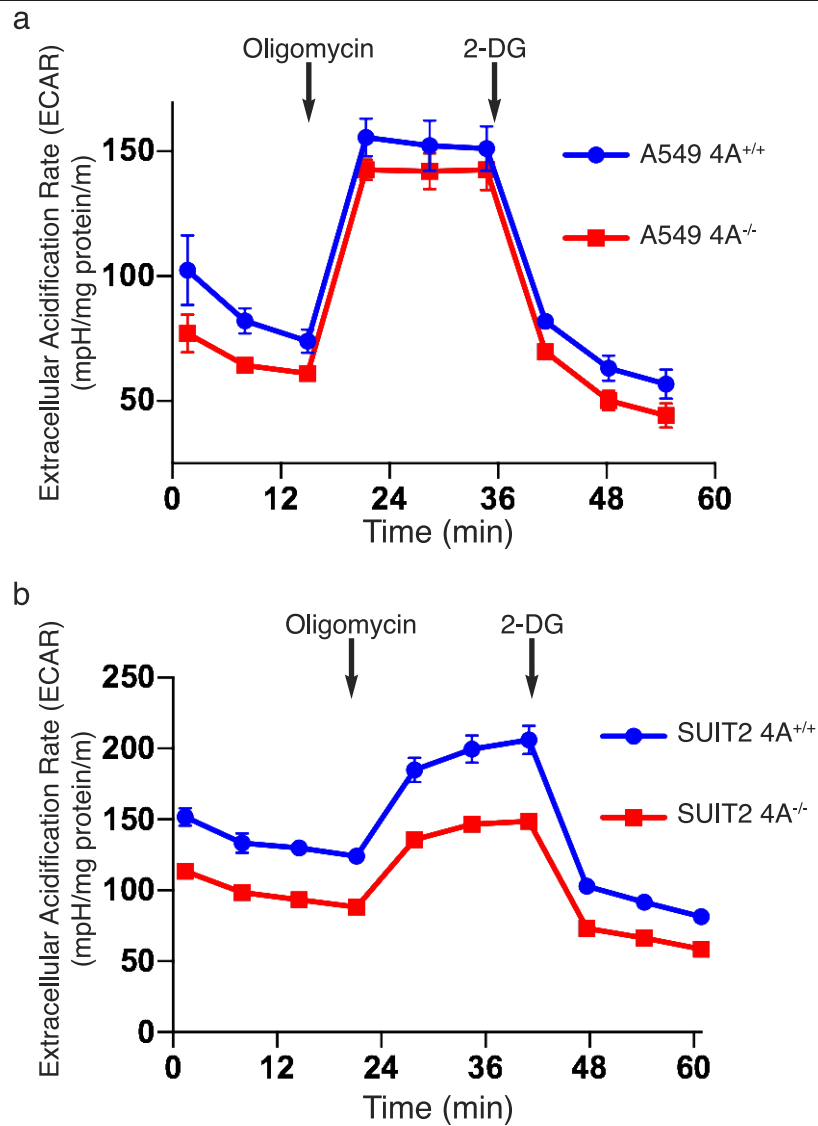 a
Oligomycin 2-DG
Extracellular Acidification Rate (ECAR)
(mpH/mg protein/m)
150
100
50
A549 4A+/+
A549 4A-/-
0 12 24 36 48 60
Time (min)
b
Oligomycin 2-DG
Extracellular Acidification Rate (ECAR)
(mpH/mg protein/m)
250
200
150
100
50
0
SUIT2 4A+/+
SUIT2 4A-/-
0 12 24 36 48 60
Time (min)